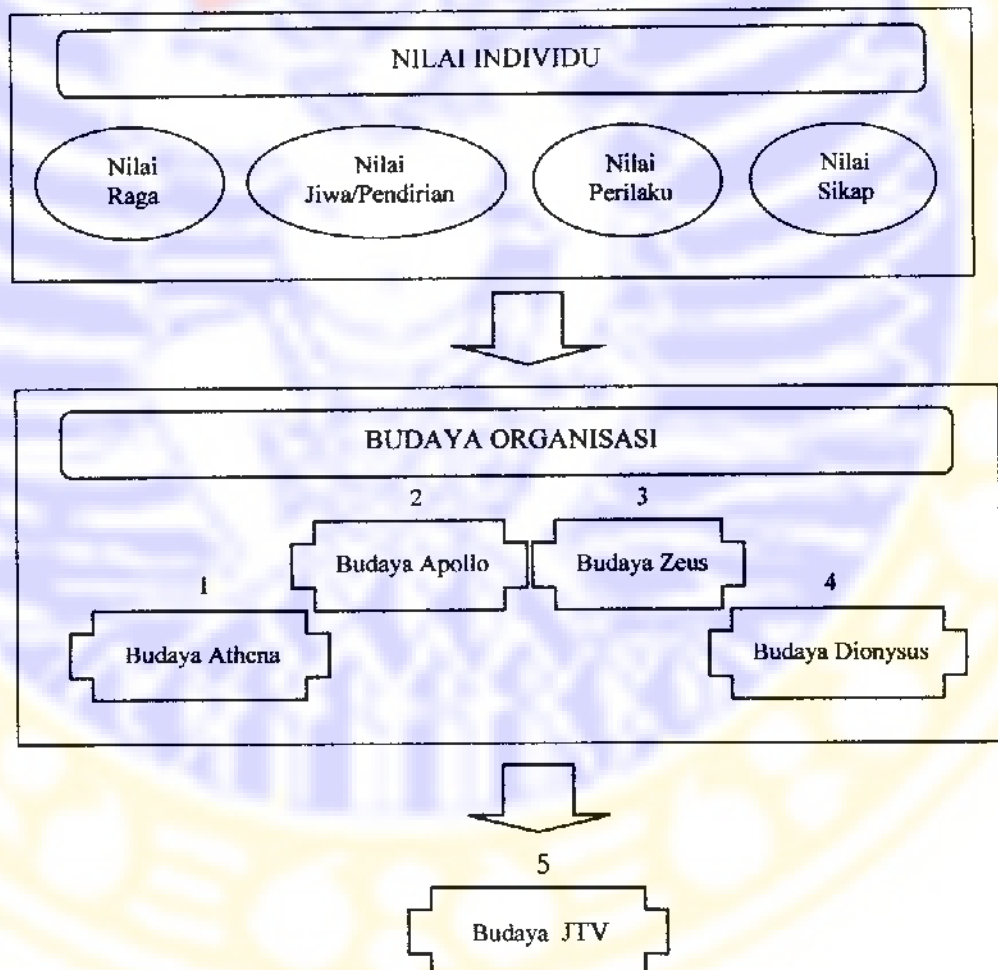 NILAI INDIVIDU
Nilai
Raga
Nilai
Jiwa/Pendirian
Nilai
Perilaku
Nilai
Sikap
BUDAYA ORGANISASI
1
Budaya Athena
2
Budaya Apollo
3
Budaya Zeus
4
Budaya Dionysus
5
Budaya JTV